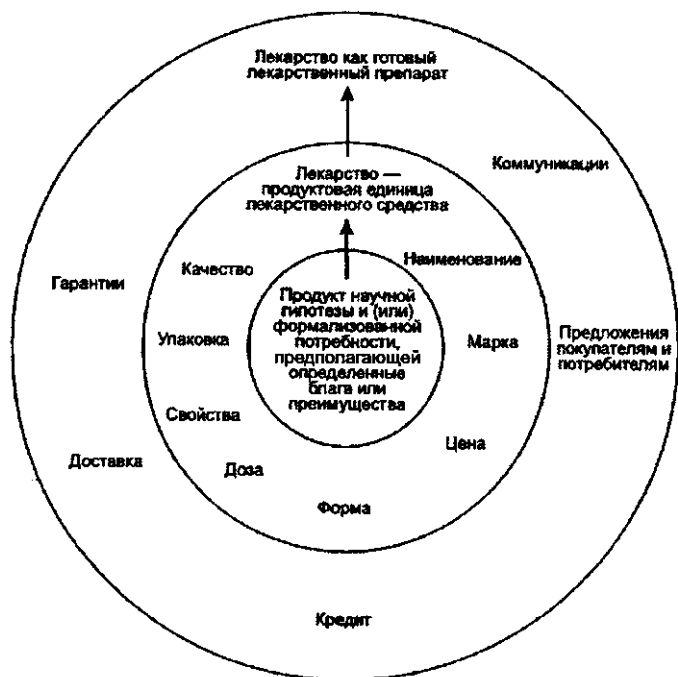 Лекарство как готовый
лекарственный препарат
Коммуникации
Лекарство —
продуктовая единица
лекарственного средства
Качество
Наименование
Гарантии
Продукт научной
гипотезы и (или)
формализованной
потребности,
предполагающей
определенные
блага или
преимущества
Упаковка
Марка
Предложения
покупателям и
потребителям
Свойства
Цена
Доставка
Доза
Форма
Кредит